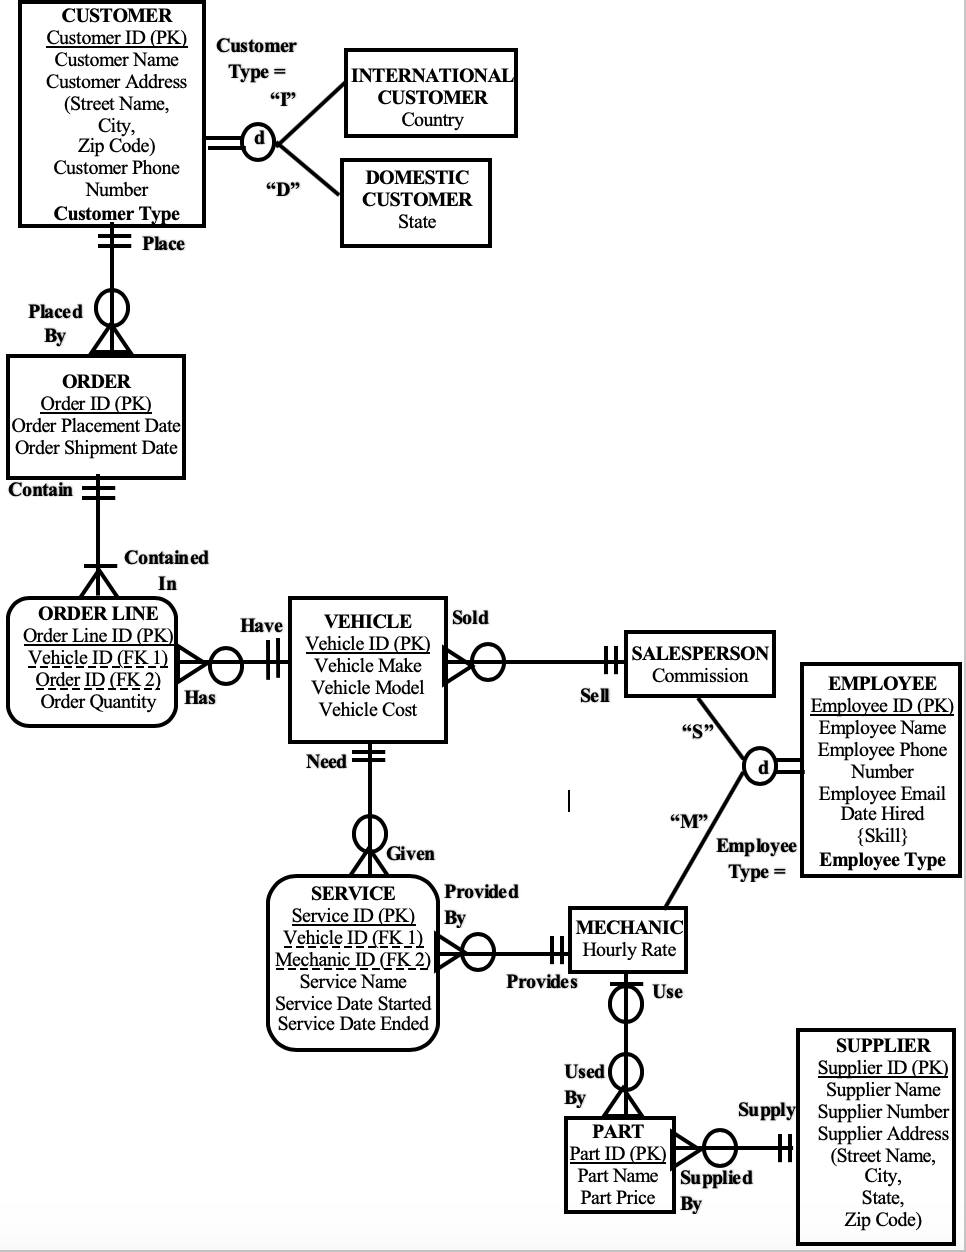 CUSTOMER
Customer ID (PK)
Customer Name
Customer Address
(Street Name,
City,
Zip Code)
Customer Phone
Number
Customer Type
Customer
Type =
“I”
d
“D”
INTERNATIONAL
CUSTOMER
Country
DOMESTIC
CUSTOMER
State
Place
Placed
By
ORDER
Order ID (PK)
Order Placement Date
Order Shipment Date
Contain
Contained
In
ORDER LINE
Order Line ID (PK)
Vehicle ID (FK 1)
Order ID (FK 2)
Order Quantity
Have
Has
VEHICLE
Vehicle ID (PK)
Vehicle Make
Vehicle Model
Vehicle Cost
Sold
Sell
SALESPERSON
Commission
“S”
d
“M”
Employee
Type =
EMPLOYEE
Employee ID (PK)
Employee Name
Employee Phone
Number
Employee Email
Date Hired
{Skill}
Employee Type
Need
Given
SERVICE
Service ID (PK)
Vehicle ID (FK 1)
Mechanic ID (FK 2)
Service Name
Service Date Started
Service Date Ended
Provided
By
Provides
MECHANIC
Hourly Rate
Use
Used
By
PART
Part ID (PK)
Part Name
Part Price
Supply
Supplied
By
SUPPLIER
Supplier ID (PK)
Supplier Name
Supplier Number
Supplier Address
(Street Name,
City,
State,
Zip Code)